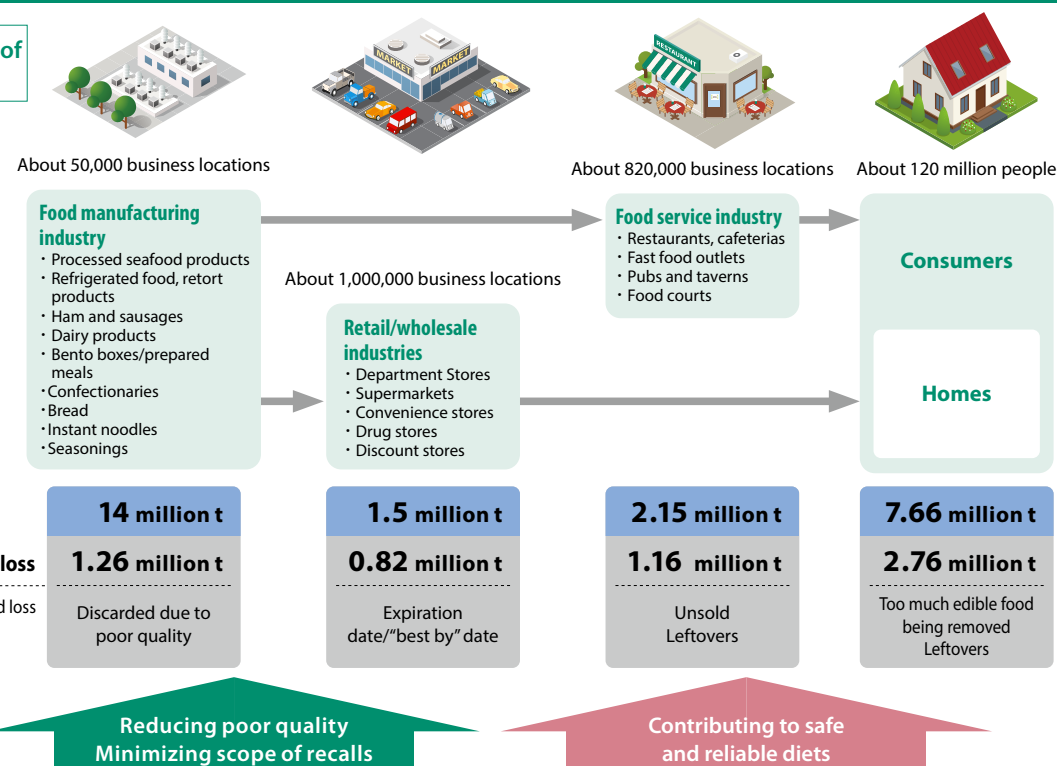 of
MARKET
MARKET
RESTAURANT
About 50,000 business locations
About 820,000 business locations
About 120 million people
Food manufacturing
industry
・Processed seafood products
・Refrigerated food, retort
products
・Ham and sausages
・Dairy products
・Bento boxes/prepared
meals
・Confectionaries
・Bread
・Instant noodles
・Seasonings
About 1,000,000 business locations
Retail/wholesale
industries
・Department Stores
・Supermarkets
・Convenience stores
・Drug stores
・Discount stores
Food service industry
・Restaurants, cafeterias
・Fast food outlets
・Pubs and taverns
・Food courts
Consumers
Homes
14 million t
1.5 million t
2.15 million t
7.66 million t
loss
1.26 million t
0.82 million t
1.16 million t
2.76 million t
d loss
Discarded due to
poor quality
Expiration
date/“best by” date
Unsold
Leftovers
Too much edible food
being removed
Leftovers
Reducing poor quality
Minimizing scope of recalls
Contributing to safe
and reliable diets